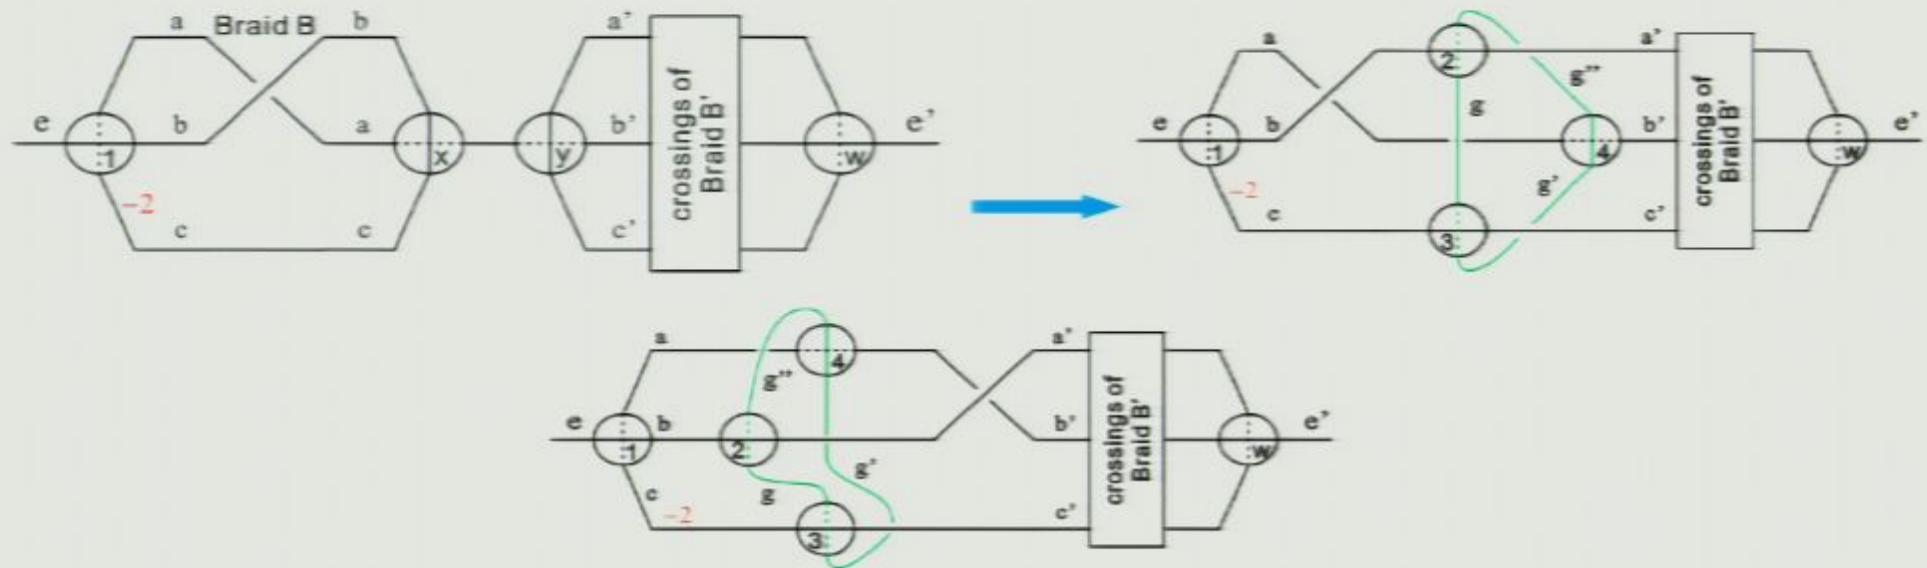 a Braid B b
e 1 b a x y b' w e'
-2
c c
a'
c'
crossings of
Braid B'
a
e 1 b
-2
c
2
g
3
g''
4
g'
a'
b'
c'
crossings of
Braid B'
w e'
a
e 1 b
c
-2
2
g''
g
4
g'
3
a'
b'
c'
crossings of
Braid B'
w e'